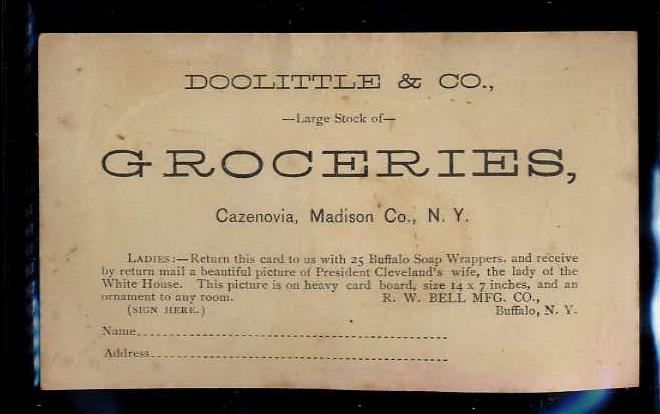 DOOLITTLE & CO.,
—Large Stock of—
GROCERIES,
Cazenovia, Madison Co., N. Y.
LADIES:—Return this card to us with 25 Buffalo Soap Wrappers. and receive
by return mail a beautiful picture of President Cleveland's wife, the lady of the
White House. This picture is on heavy card board, size 14 x 7 inches, and an
ornament to any room. R. W. BELL MFG. CO.,
(SIGN HERE.) Buffalo, N. Y.
Name
Address